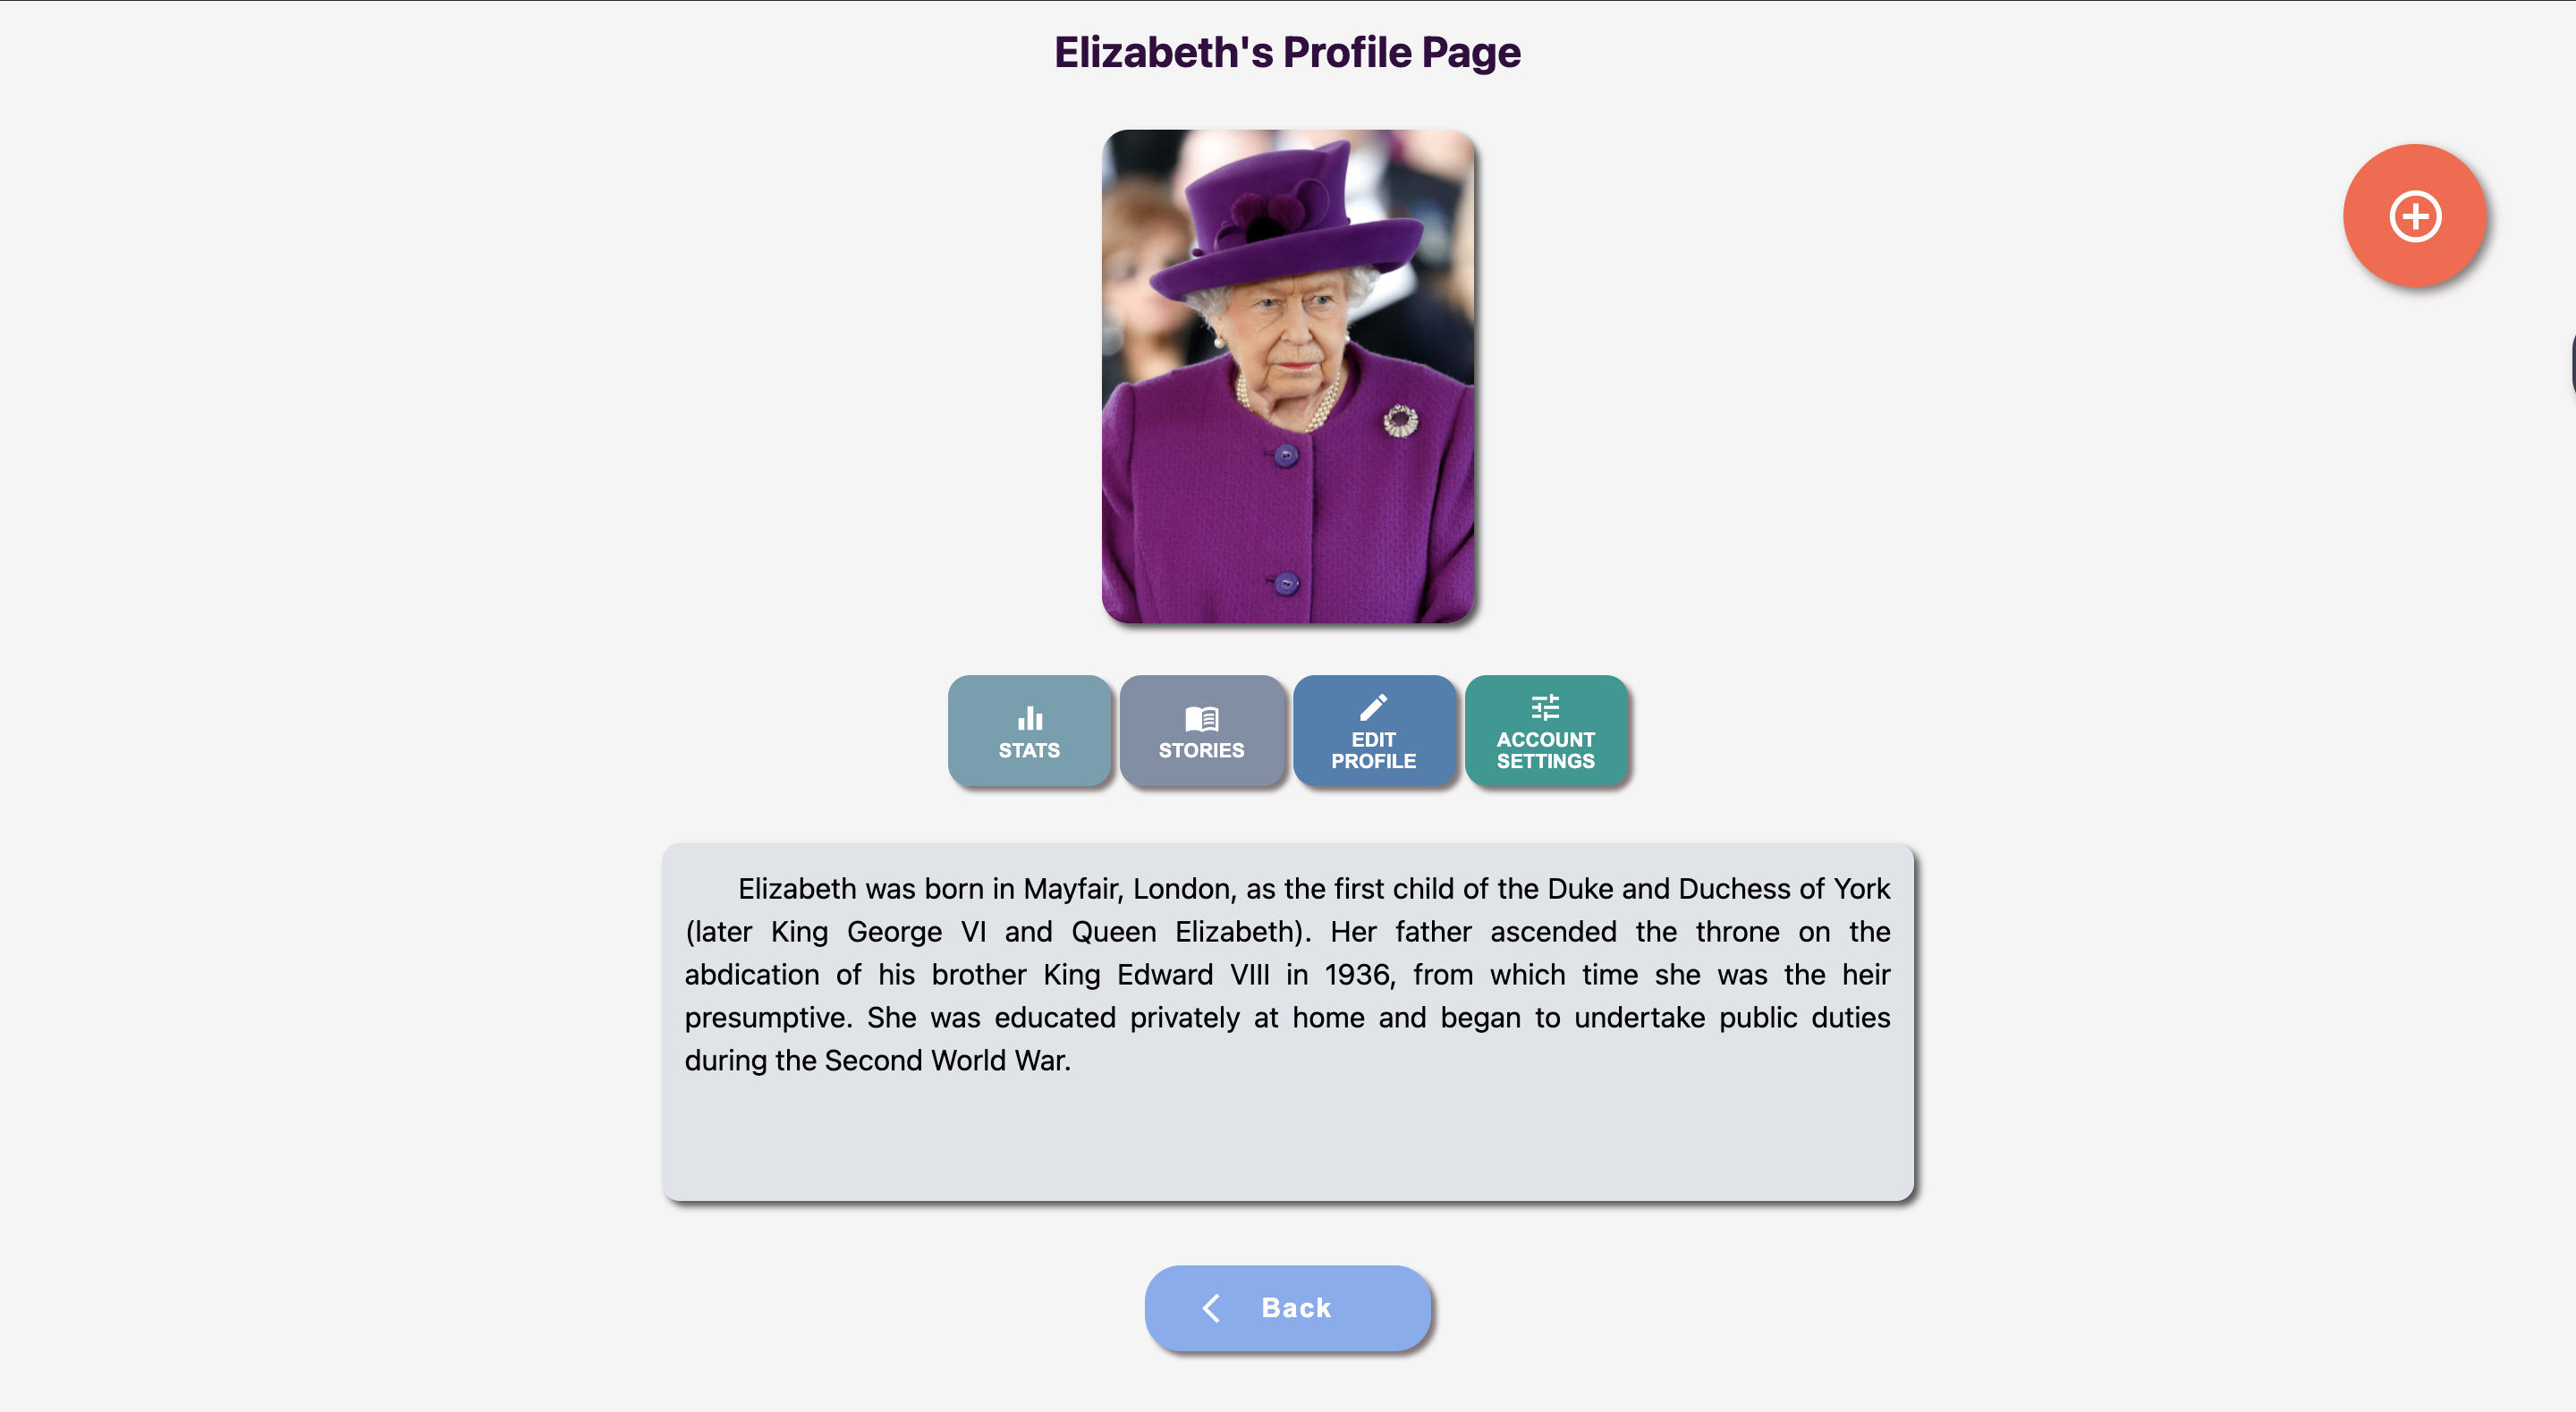 Elizabeth's Profile Page
STATS
STORIES
EDIT
PROFILE
ACCOUNT
SETTINGS
Elizabeth was born in Mayfair, London, as the first child of the Duke and Duchess of York
(later King George VI and Queen Elizabeth). Her father ascended the throne on the
abdication of his brother King Edward VIII in 1936, from which time she was the heir
presumptive. She was educated privately at home and began to undertake public duties
during the Second World War.
Back